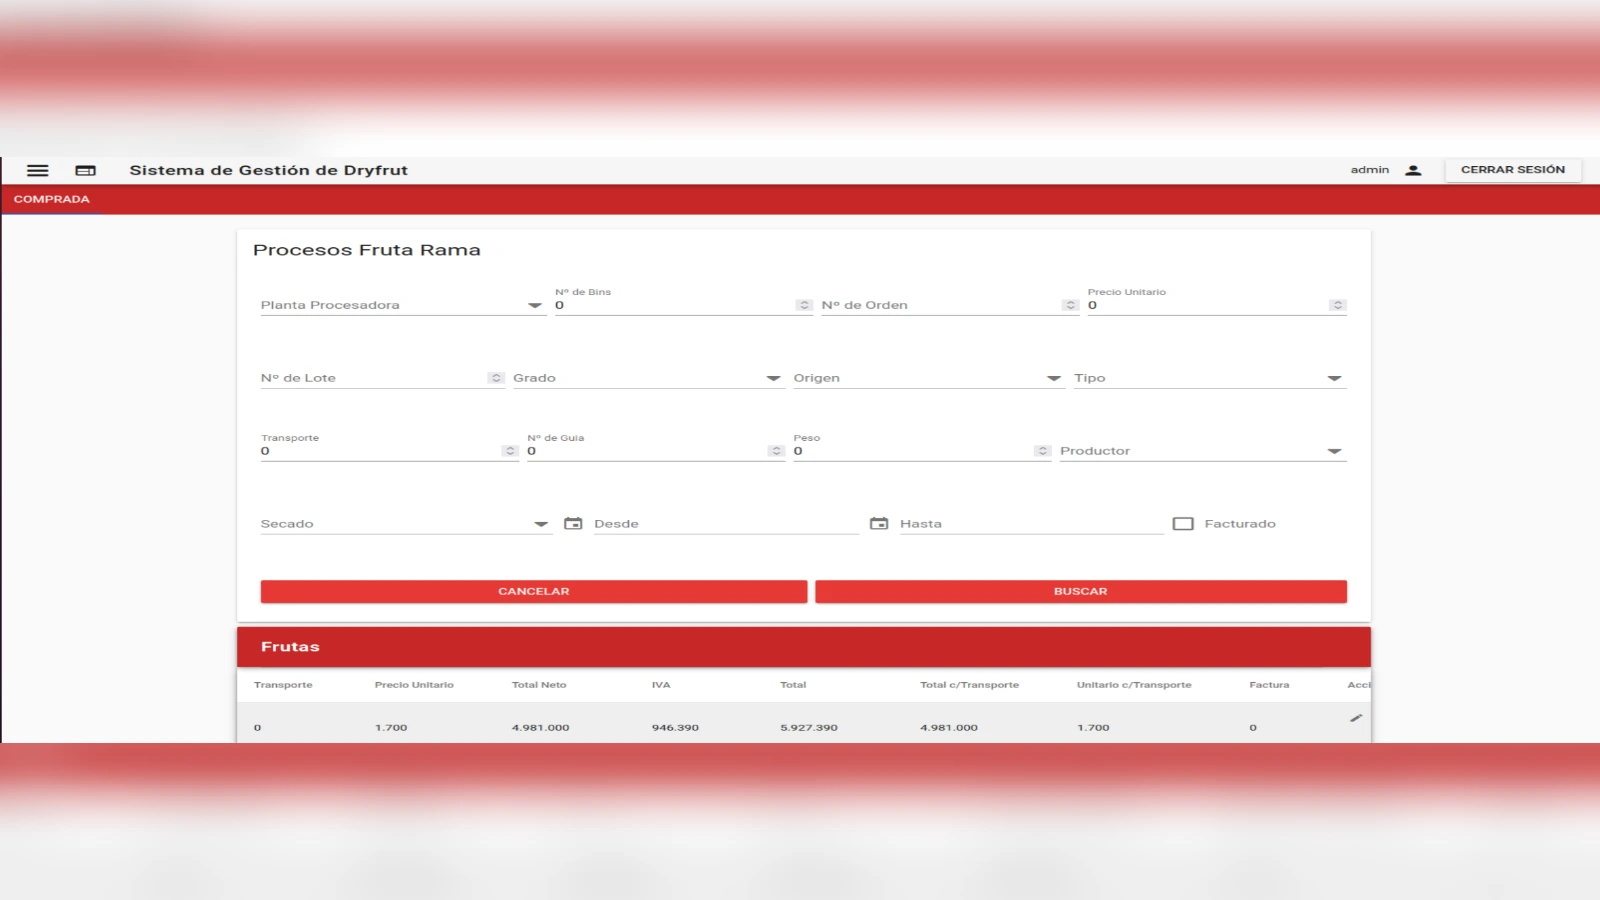 Sistema de Gestión de Dryfrut
admin
CERRAR SESIÓN
COMPRADA
Procesos Fruta Rama
Planta Procesadora
Nº de Bins
0
Nº de Orden
Precio Unitario
0
Nº de Lote
Grado
Origen
Tipo
Transporte
0
Nº de Guia
0
Peso
0
Productor
Secado
Desde
Hasta
Facturado
CANCELAR
BUSCAR
Frutas
Transporte Precio Unitario Total Neto IVA Total Total c/Transporte Unitario c/Transporte Factura Acci
0 1.700 4.981.000 946.390 5.927.390 4.981.000 1.700 0